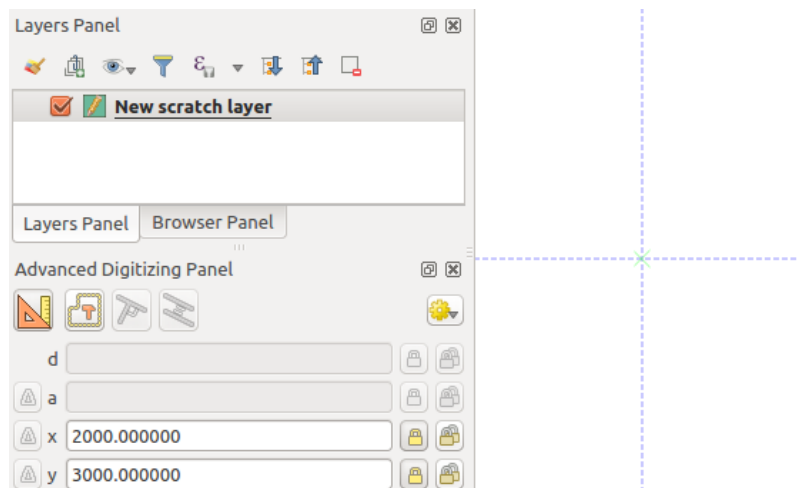 Layers Panel
New scratch layer
Layers Panel Browser Panel
Advanced Digitizing Panel
d
a
x 2000.000000
y 3000.000000